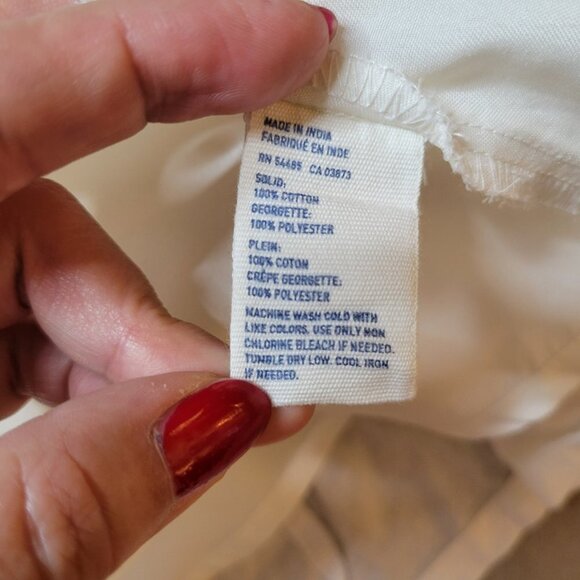 MADE IN INDIA
FABRIQUÉ EN INDE
RN 54485 CA 03873
SOLID:
100% COTTON
GEORGETTE:
100% POLYESTER
PLEIN:
100% COTON
CRÊPE GEORGETTE:
100% POLYESTER
MACHINE WASH COLD WITH
LIKE COLORS. USE ONLY NON
CHLORINE BLEACH IF NEEDED.
TUMBLE DRY LOW. COOL IRON
IF NEEDED.